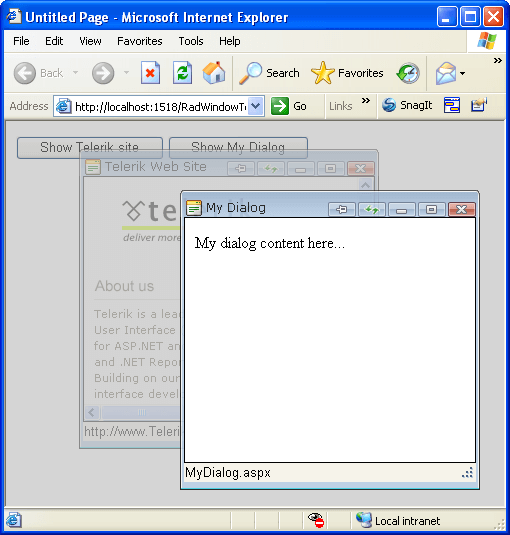 Untitled Page - Microsoft Internet Explorer
File Edit View Favorites Tools Help
Back Search Favorites
Address http://localhost:1518/RadWindowT Go Links SnagIt
Show Telerik site Show My Dialog
Telerik Web Site
te
deliver more
About us
Telerik is a lea
User Interface
for ASP.NET an
and .NET Repor
Building on our
interface devel
http://www.Teleri
My Dialog
My dialog content here...
MyDialog.aspx
Local intranet